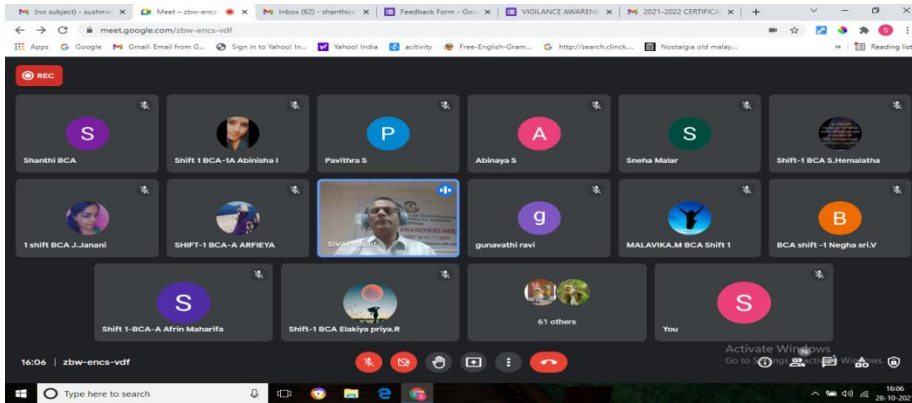 (no subject) - sushma
Meet – zbw-encs-
Inbox (62) - shanthicc
Feedback Form - Goo
VIGILANCE AWARENE
2021-2022 CERTIFICA
meet.google.com/zbw-encs-vdf
Apps Google Gmail: Email from G... Sign in to Yahoo! In... Yahoo! India acitivity Free-English-Gram... http://search.clinck... Nostalgia old malay... Reading list
REC
S
P
A
S
Shanthi BCA
Shift 1 BCA-1A Abinisha I
Pavithra S
Abinaya S
Sneha Malar
Shift-1 BCA S.Hemalatha
g
B
1 shift BCA J.Janani
SHIFT-1 BCA-A ARFIEYA
gunavathi ravi
MALAVIKA.M BCA Shift 1
BCA shift -1 Negha sri.V
S
S
Shift 1-BCA-A Afrin Maharifa
Shift-1 BCA Elakiya priya.R
61 others
You
Activate Windows
16:06 | zbw-encs-vdf
Type here to search
16:06
28-10-202